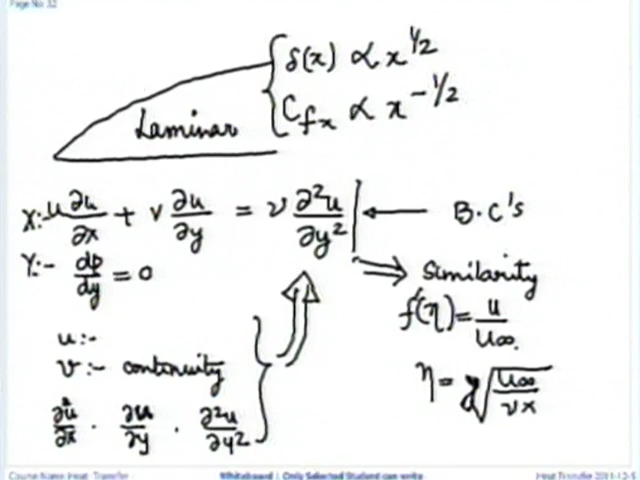 Page No: 32
δ(x) ∝ x^1/2
Laminar
C_fx ∝ x^-1/2
X:- u ∂u/∂x + v ∂u/∂y = ν ∂²u/∂y² ← B.C's
Y:- dp/dy = 0
⇒ Similarity
f'(η) = u/U∞
u:-
v:- continuity
η = y√(U∞/νx)
∂u/∂x . ∂u/∂y . ∂²u/∂y²
Course Name: Heat Transfer Whiteboard | Only Selected Student can write Heat Transfer 2011-12-5